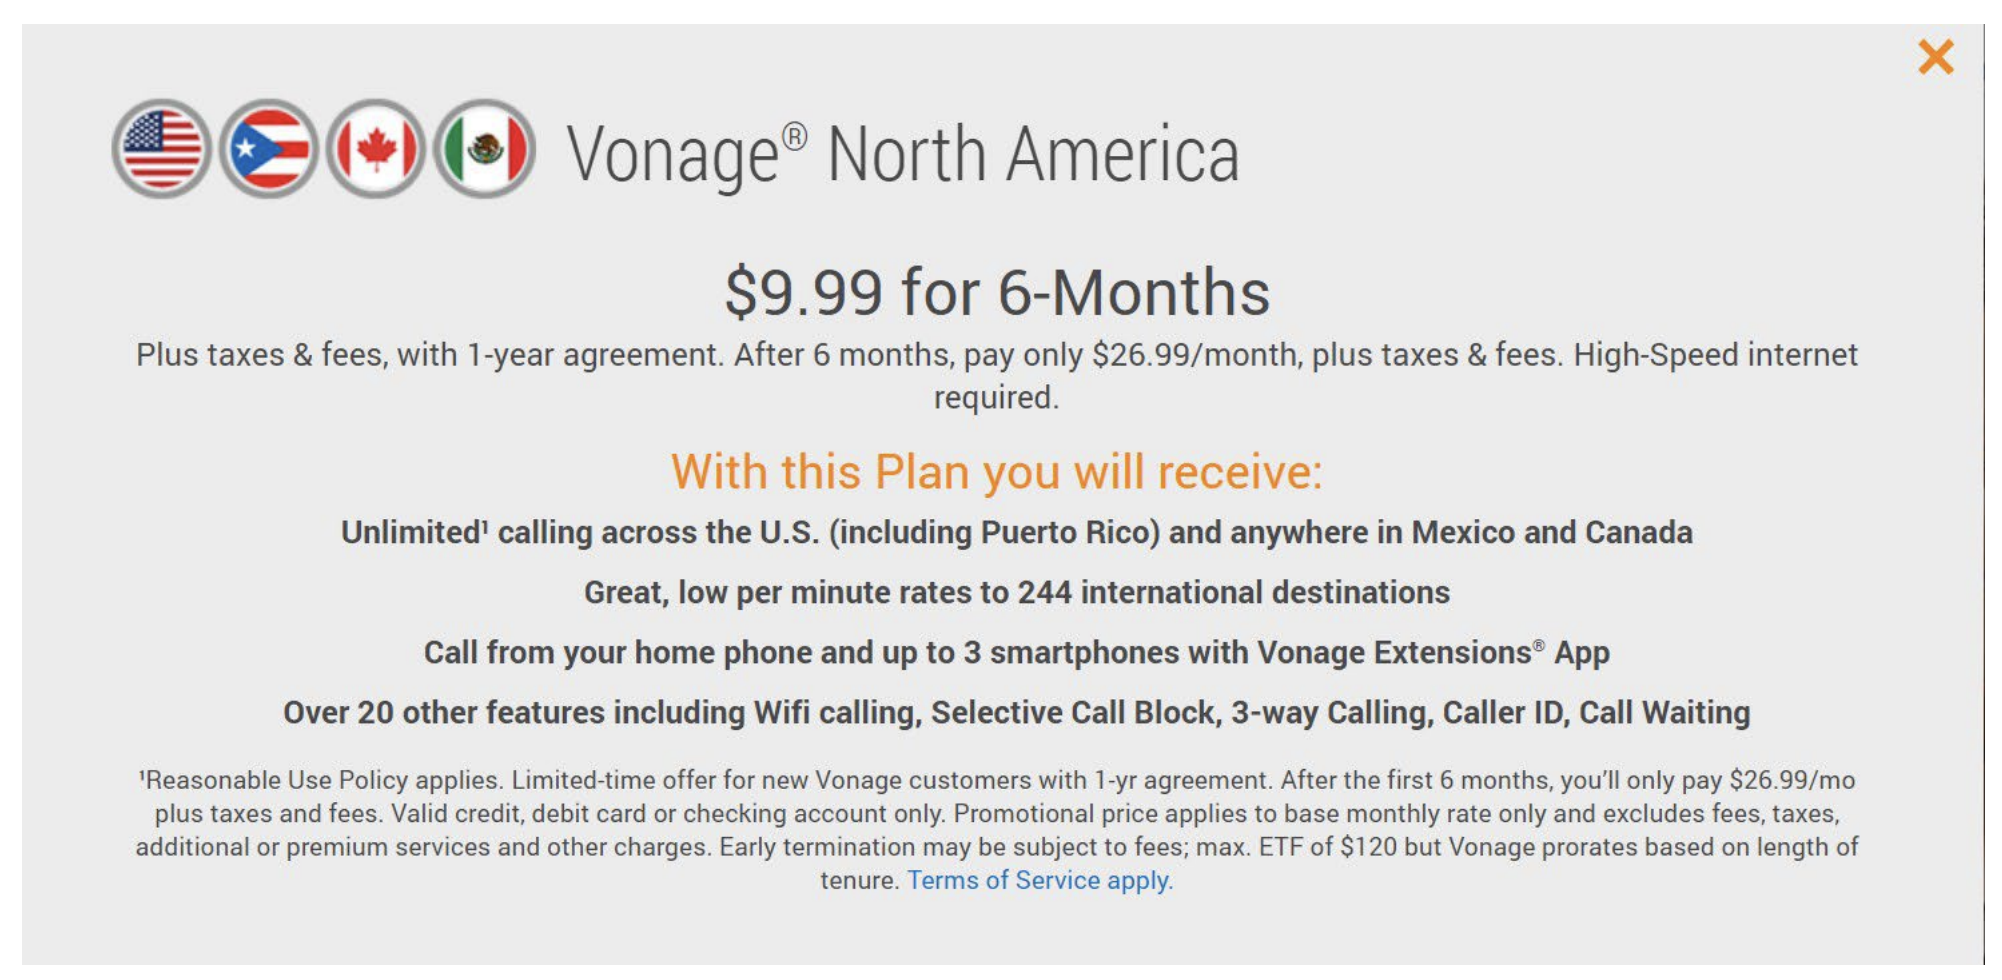 Vonage® North America
$9.99 for 6-Months
Plus taxes & fees, with 1-year agreement. After 6 months, pay only $26.99/month, plus taxes & fees. High-Speed internet
required.
With this Plan you will receive:
Unlimited¹ calling across the U.S. (including Puerto Rico) and anywhere in Mexico and Canada
Great, low per minute rates to 244 international destinations
Call from your home phone and up to 3 smartphones with Vonage Extensions® App
Over 20 other features including Wifi calling, Selective Call Block, 3-way Calling, Caller ID, Call Waiting
¹Reasonable Use Policy applies. Limited-time offer for new Vonage customers with 1-yr agreement. After the first 6 months, you'll only pay $26.99/mo
plus taxes and fees. Valid credit, debit card or checking account only. Promotional price applies to base monthly rate only and excludes fees, taxes,
additional or premium services and other charges. Early termination may be subject to fees; max. ETF of $120 but Vonage prorates based on length of
tenure. Terms of Service apply.